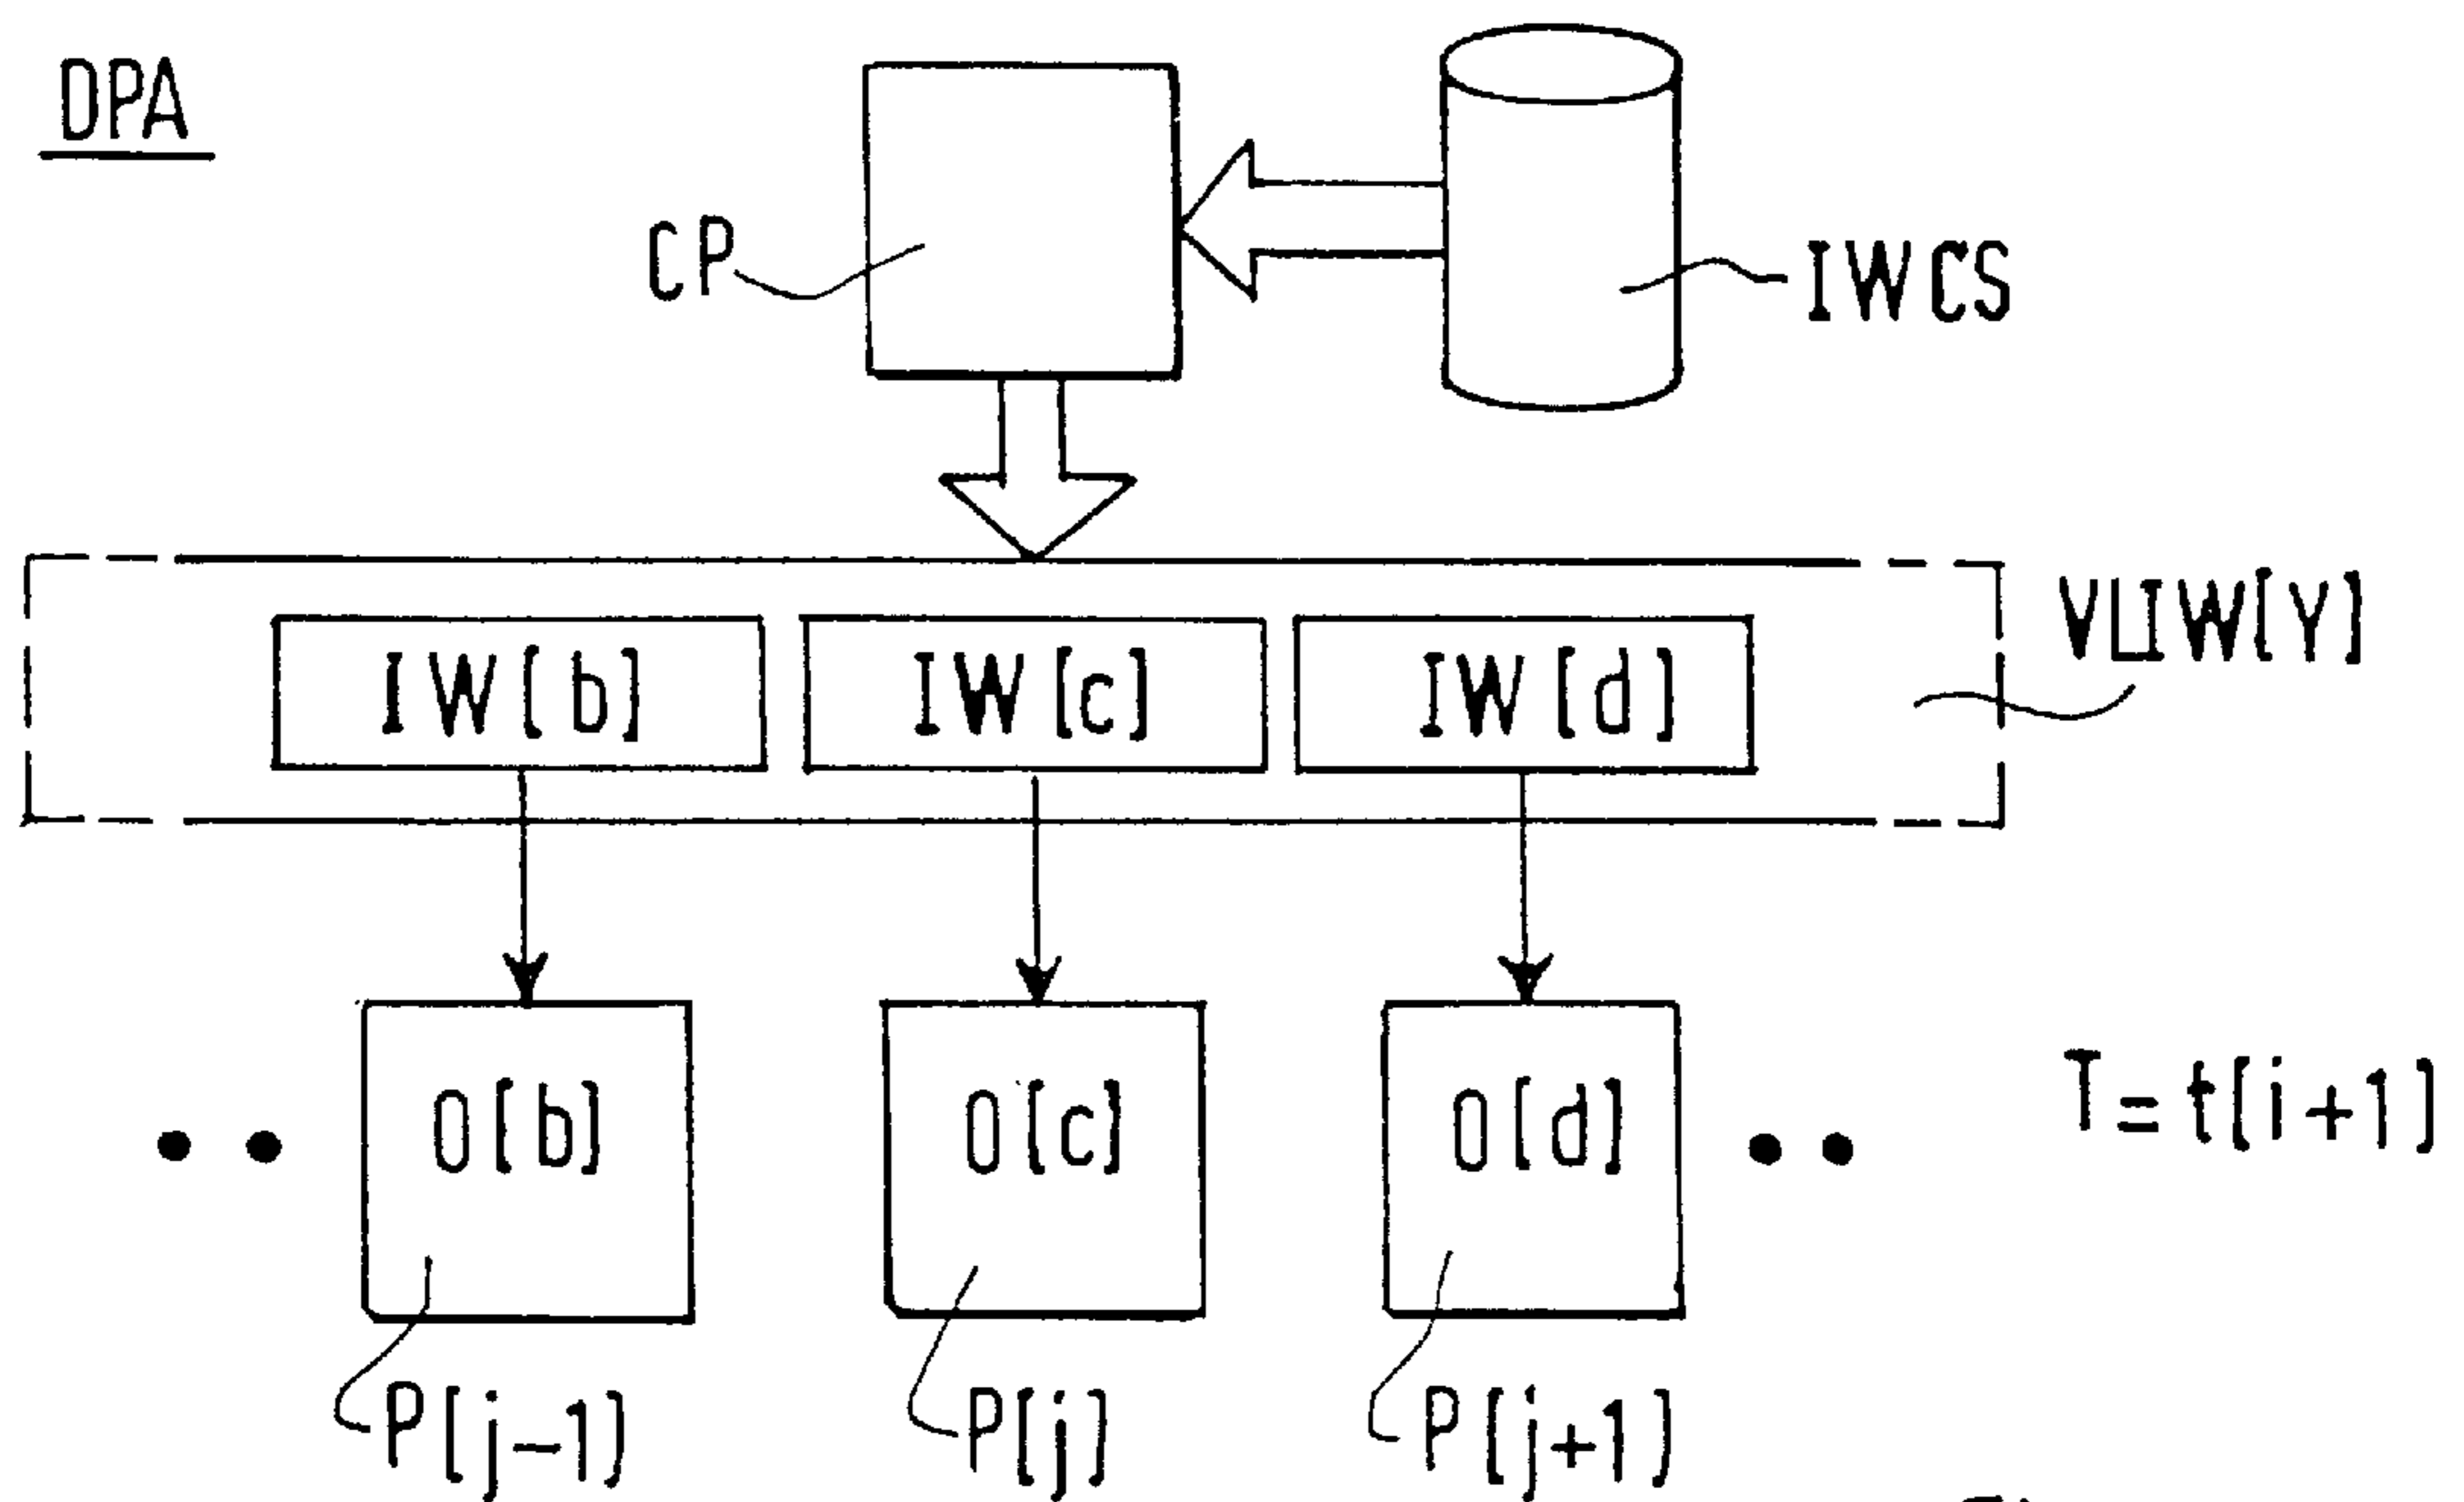 DPA
CP
IWCS
VLIW[Y]
IW[b] IW[c] IW[d]
O[b] O[c] O[d]
T=t[i+1]
P[j-1] P[j] P[j+1]